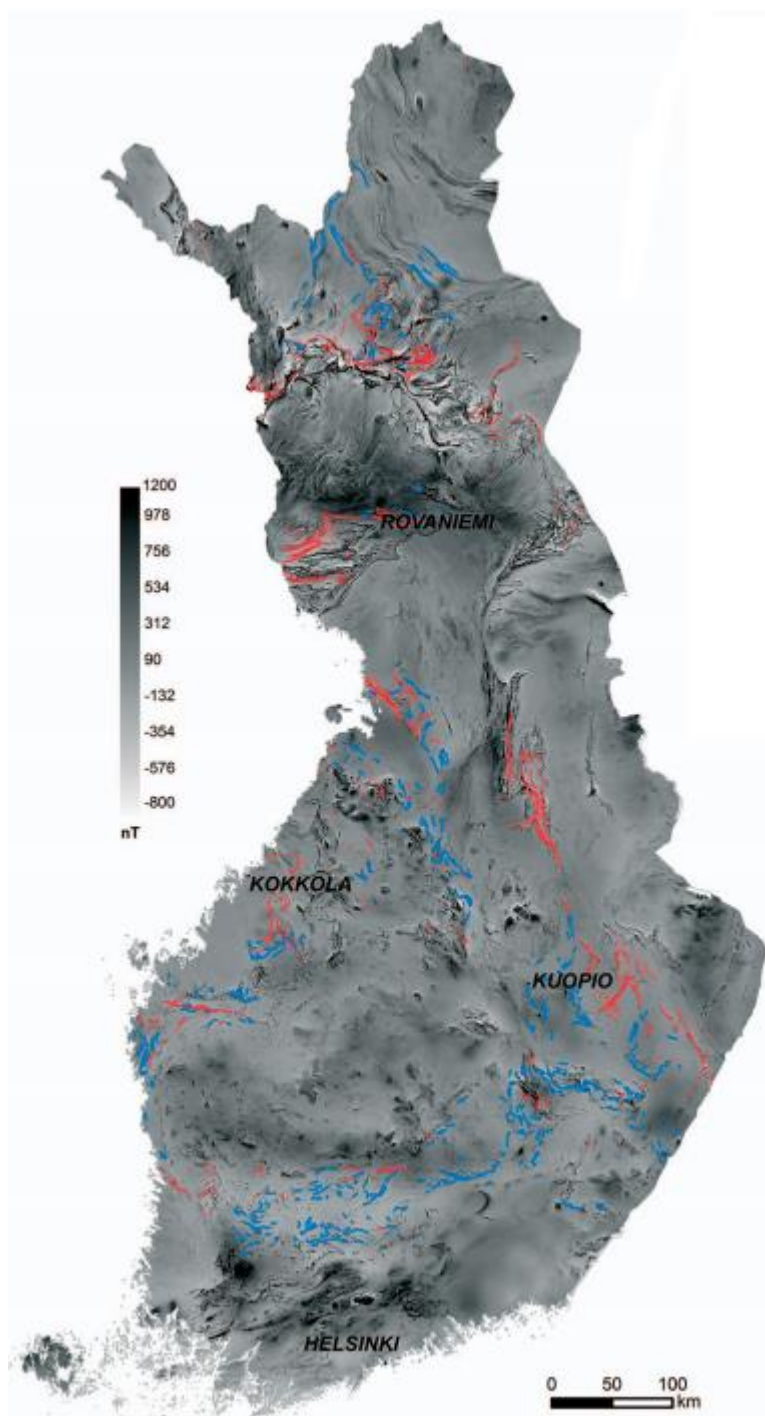 1200
978
ROVANIEMI
756
534
312
90
-132
-354
-576
-800
nT
KOKKOLA
KUOPIO
HELSINKI
0 50 100
km